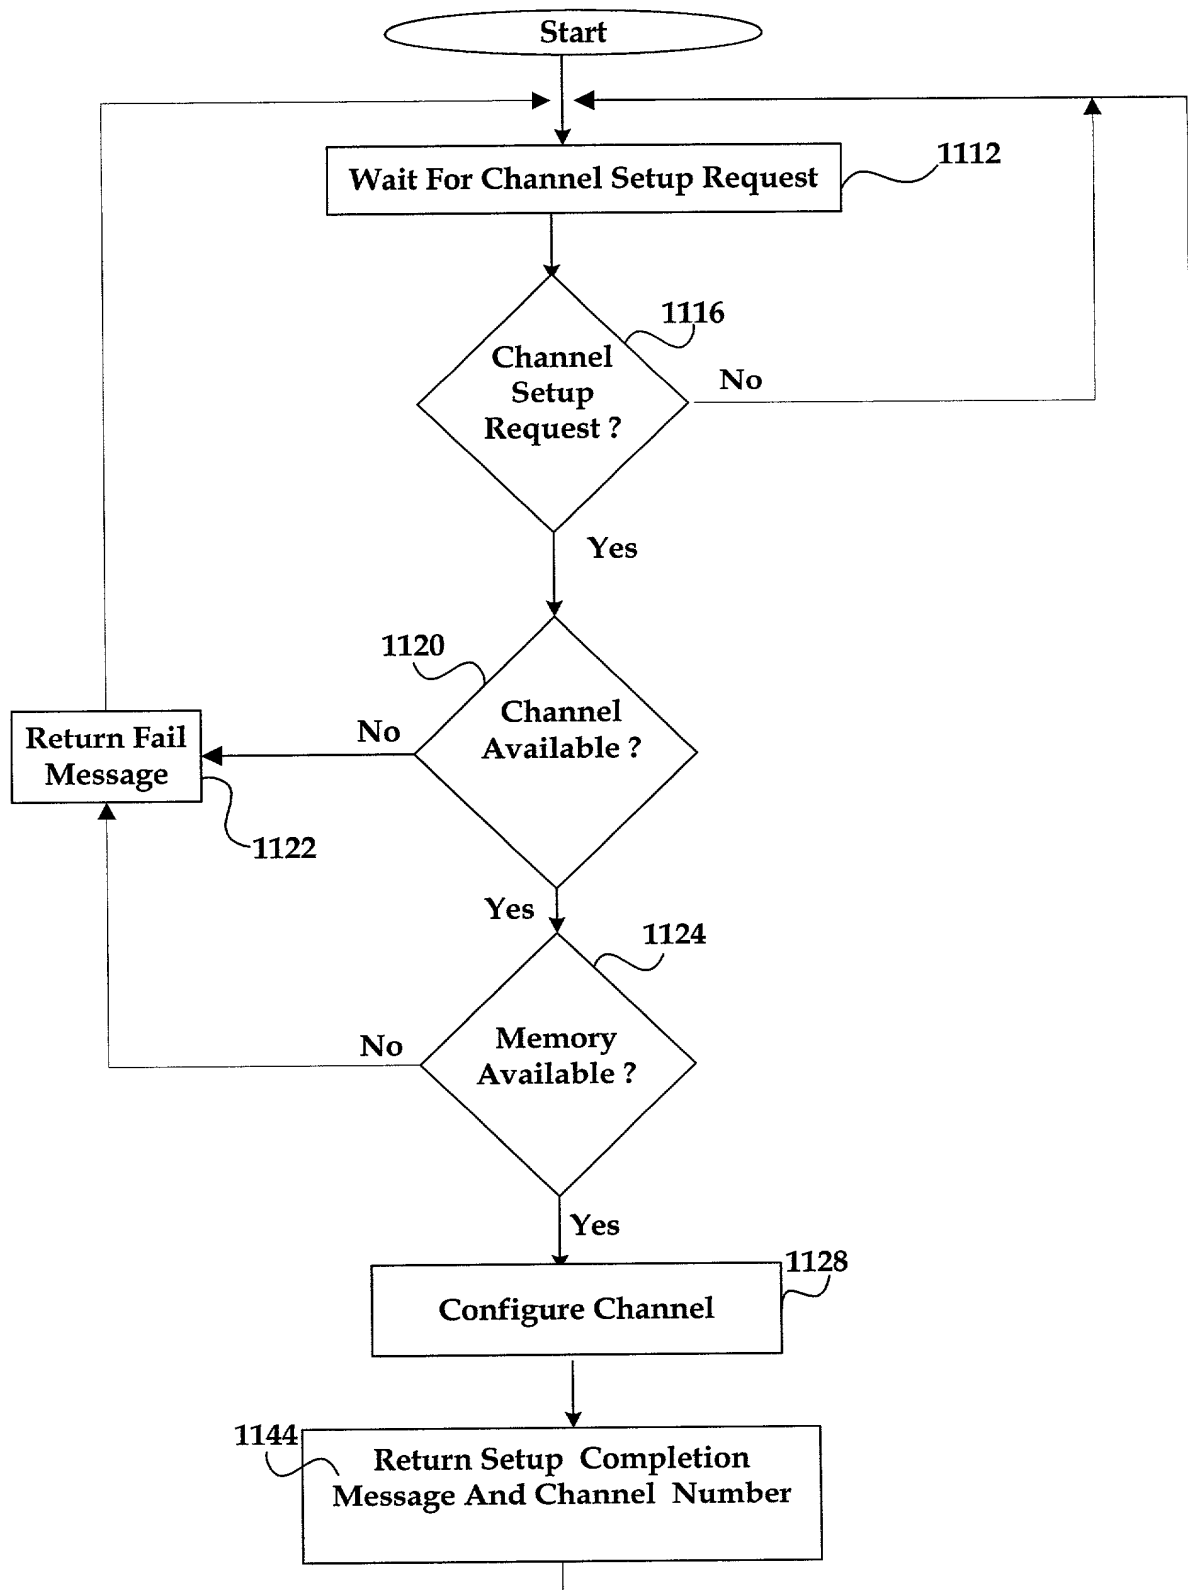 Start
Wait For Channel Setup Request
1112
1116
Channel
Setup
Request ?
No
Yes
1120
Channel
Available ?
No
Return Fail
Message
1122
Yes
1124
Memory
Available ?
No
Yes
1128
Configure Channel
1144
Return Setup Completion
Message And Channel Number